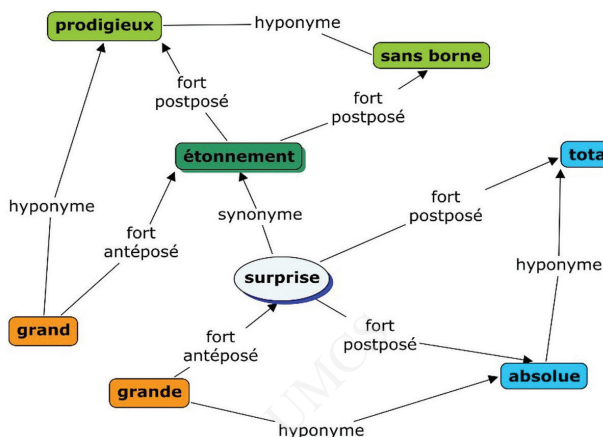 prodigieux
hyponyme
sans borne
fort
postposé
fort
postposé
étonnement
tota
fort
postposé
hyponyme
fort
antéposé
synonyme
hyponyme
surprise
grand
fort
antéposé
fort
postposé
grande
absolue
hyponyme
UMCS